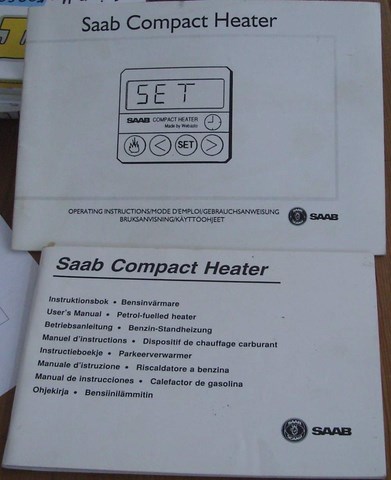 Saab Compact Heater
SET
SAAB COMPACT HEATER
Made by Webasto
SET
OPERATING INSTRUCTIONS/MODE D'EMPLOI/GEBRAUCHSANWEISUNG
BRUKSANVISNING/KÄYTTÖOHJEET
SAAB
Saab Compact Heater
Instruktionsbok • Bensinvärmare
User's Manual • Petrol-fuelled heater
Betriebsanleitung • Benzin-Standheizung
Manuel d'instructions • Dispositif de chauffage carburant
Instructieboekje • Parkeerverwarmer
Manuale d'istruzione • Riscaldatore a benzina
Manual de instrucciones • Calefactor de gasolina
Ohjekirja • Bensiinilämmitin
SAAB